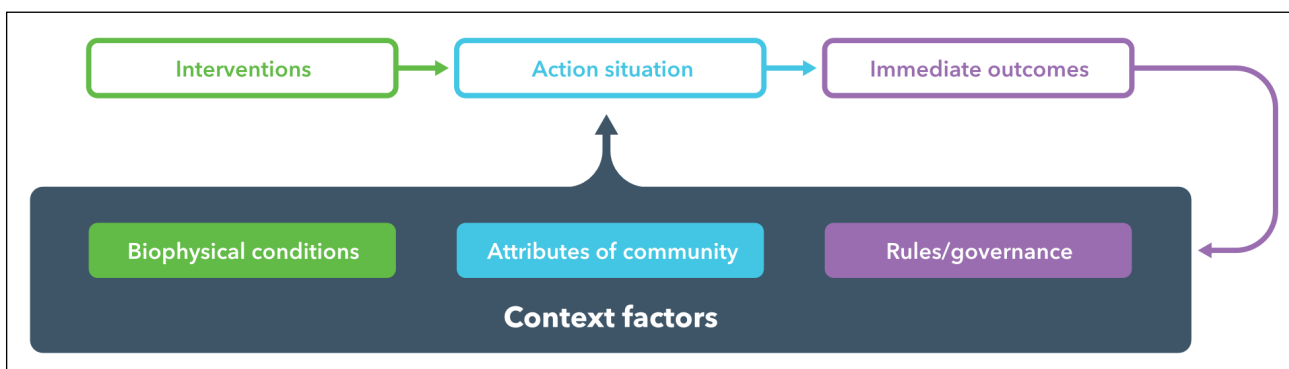 Interventions
Action situation
Immediate outcomes
Biophysical conditions
Attributes of community
Rules/governance
Context factors